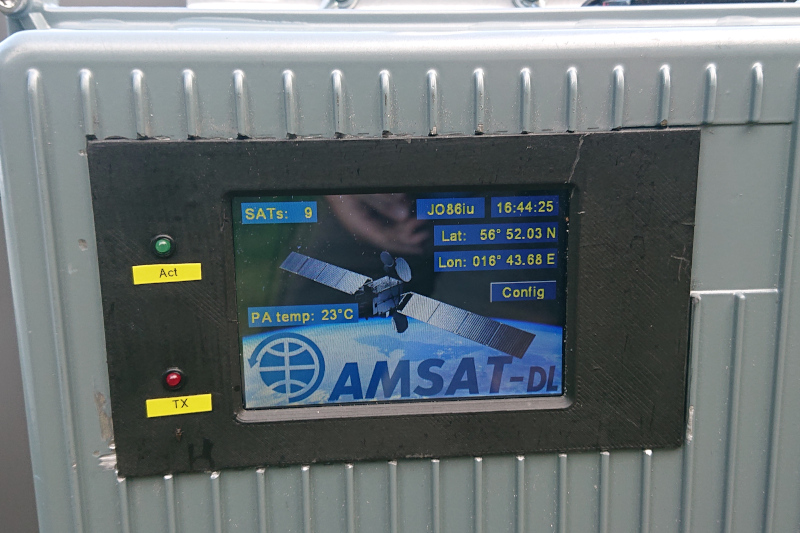 SATs: 9
JO86iu
16:44:25
Lat: 56° 52.03 N
Lon: 016° 43.68 E
Config
PA temp: 23°C
AMSAT-DL
Act
TX